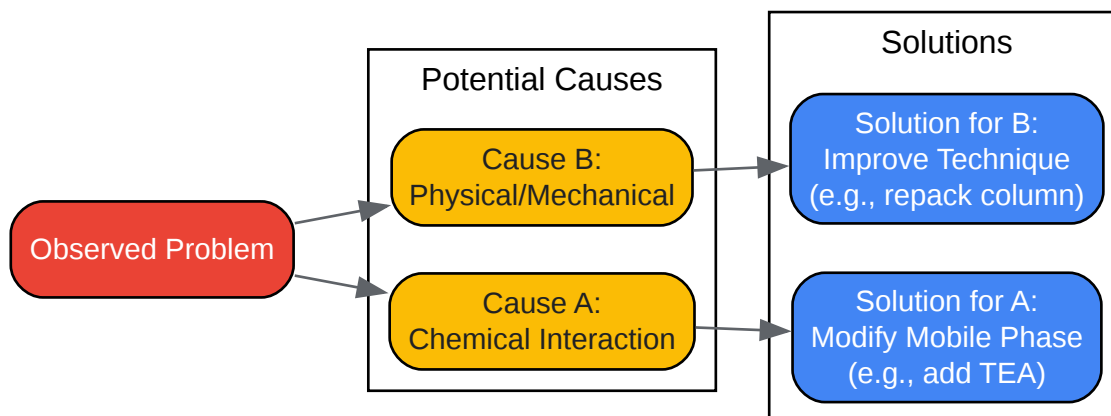 Observed Problem
Potential Causes
Cause B:
Physical/Mechanical
Cause A:
Chemical Interaction
Solutions
Solution for B:
Improve Technique
(e.g., repack column)
Solution for A:
Modify Mobile Phase
(e.g., add TEA)